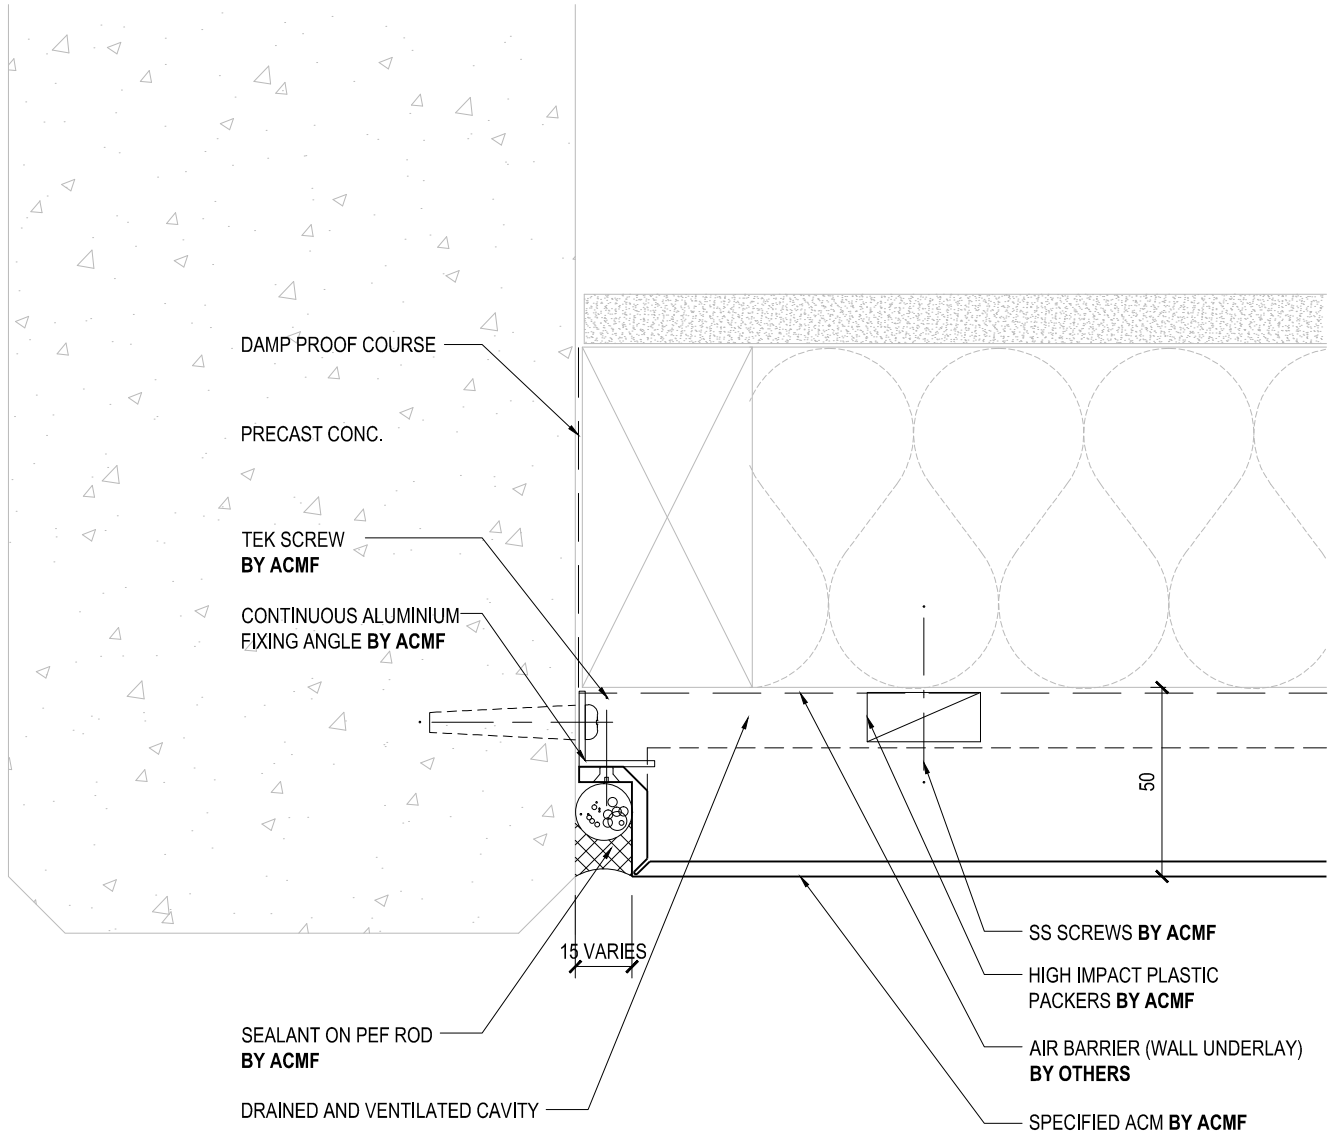 DAMP PROOF COURSE
PRECAST CONC.
TEK SCREW
BY ACMF
CONTINUOUS ALUMINIUM
FIXING ANGLE BY ACMF
50
15 VARIES
SEALANT ON PEF ROD
BY ACMF
DRAINED AND VENTILATED CAVITY
SS SCREWS BY ACMF
HIGH IMPACT PLASTIC
PACKERS BY ACMF
AIR BARRIER (WALL UNDERLAY)
BY OTHERS
SPECIFIED ACM BY ACMF